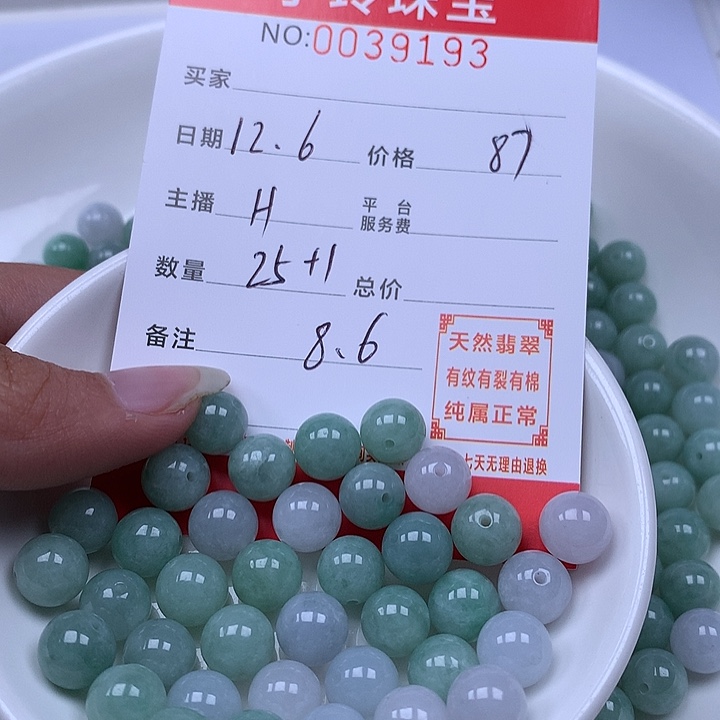 珠宝
NO:0039193
买家
日期 12.6 价格 87
主播 H 平台服务费
数量 25+1 总价
备注 8.6
天然翡翠
有纹有裂有棉
纯属正常
七天无理由退换